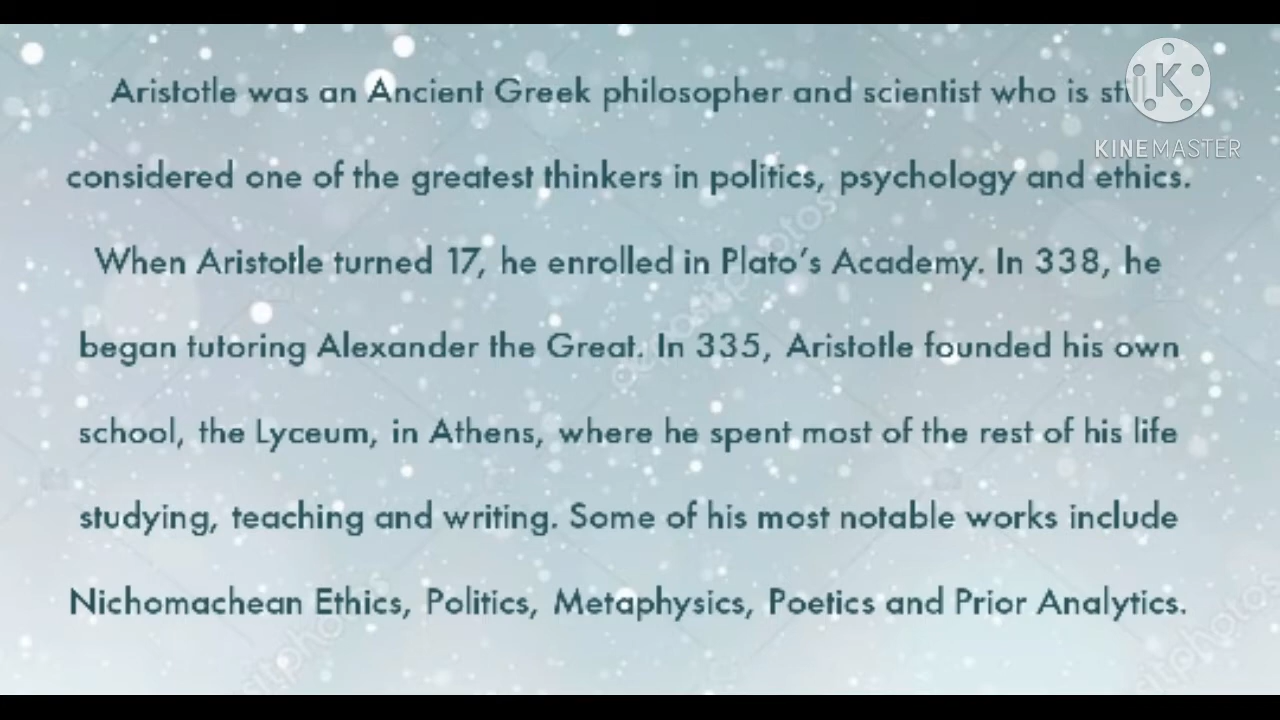 Aristotle was an Ancient Greek philosopher and scientist who is
KINEMASTER
considered one of the greatest thinkers in politics, psychology and ethics.
When Aristotle turned 17, he enrolled in Plato's Academy. In 338, he
began tutoring Alexander the Great. In 335, Aristotle founded his own
school, the Lyceum, in Athens, where he spent most of the rest of his life
studying, teaching and writing. Some of his most notable works include
Nichomachean Ethics, Politics, Metaphysics, Poetics and Prior Analytics.
depositphotos